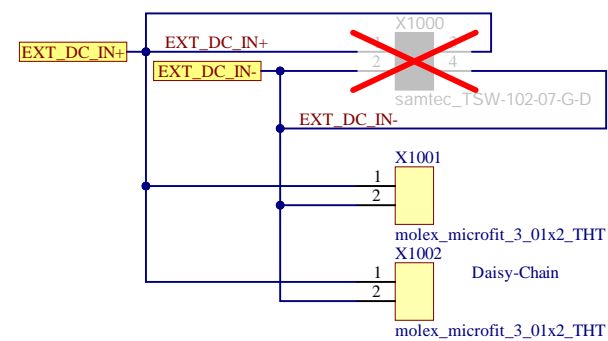 X1000
EXT_DC_IN+
EXT_DC_IN+
1
3
EXT_DC_IN-
2
4
samtec_TSW-102-07-G-D
EXT_DC_IN-
X1001
1
2
molex_microfit_3_01x2_THT
X1002
1
Daisy-Chain
2
molex_microfit_3_01x2_THT